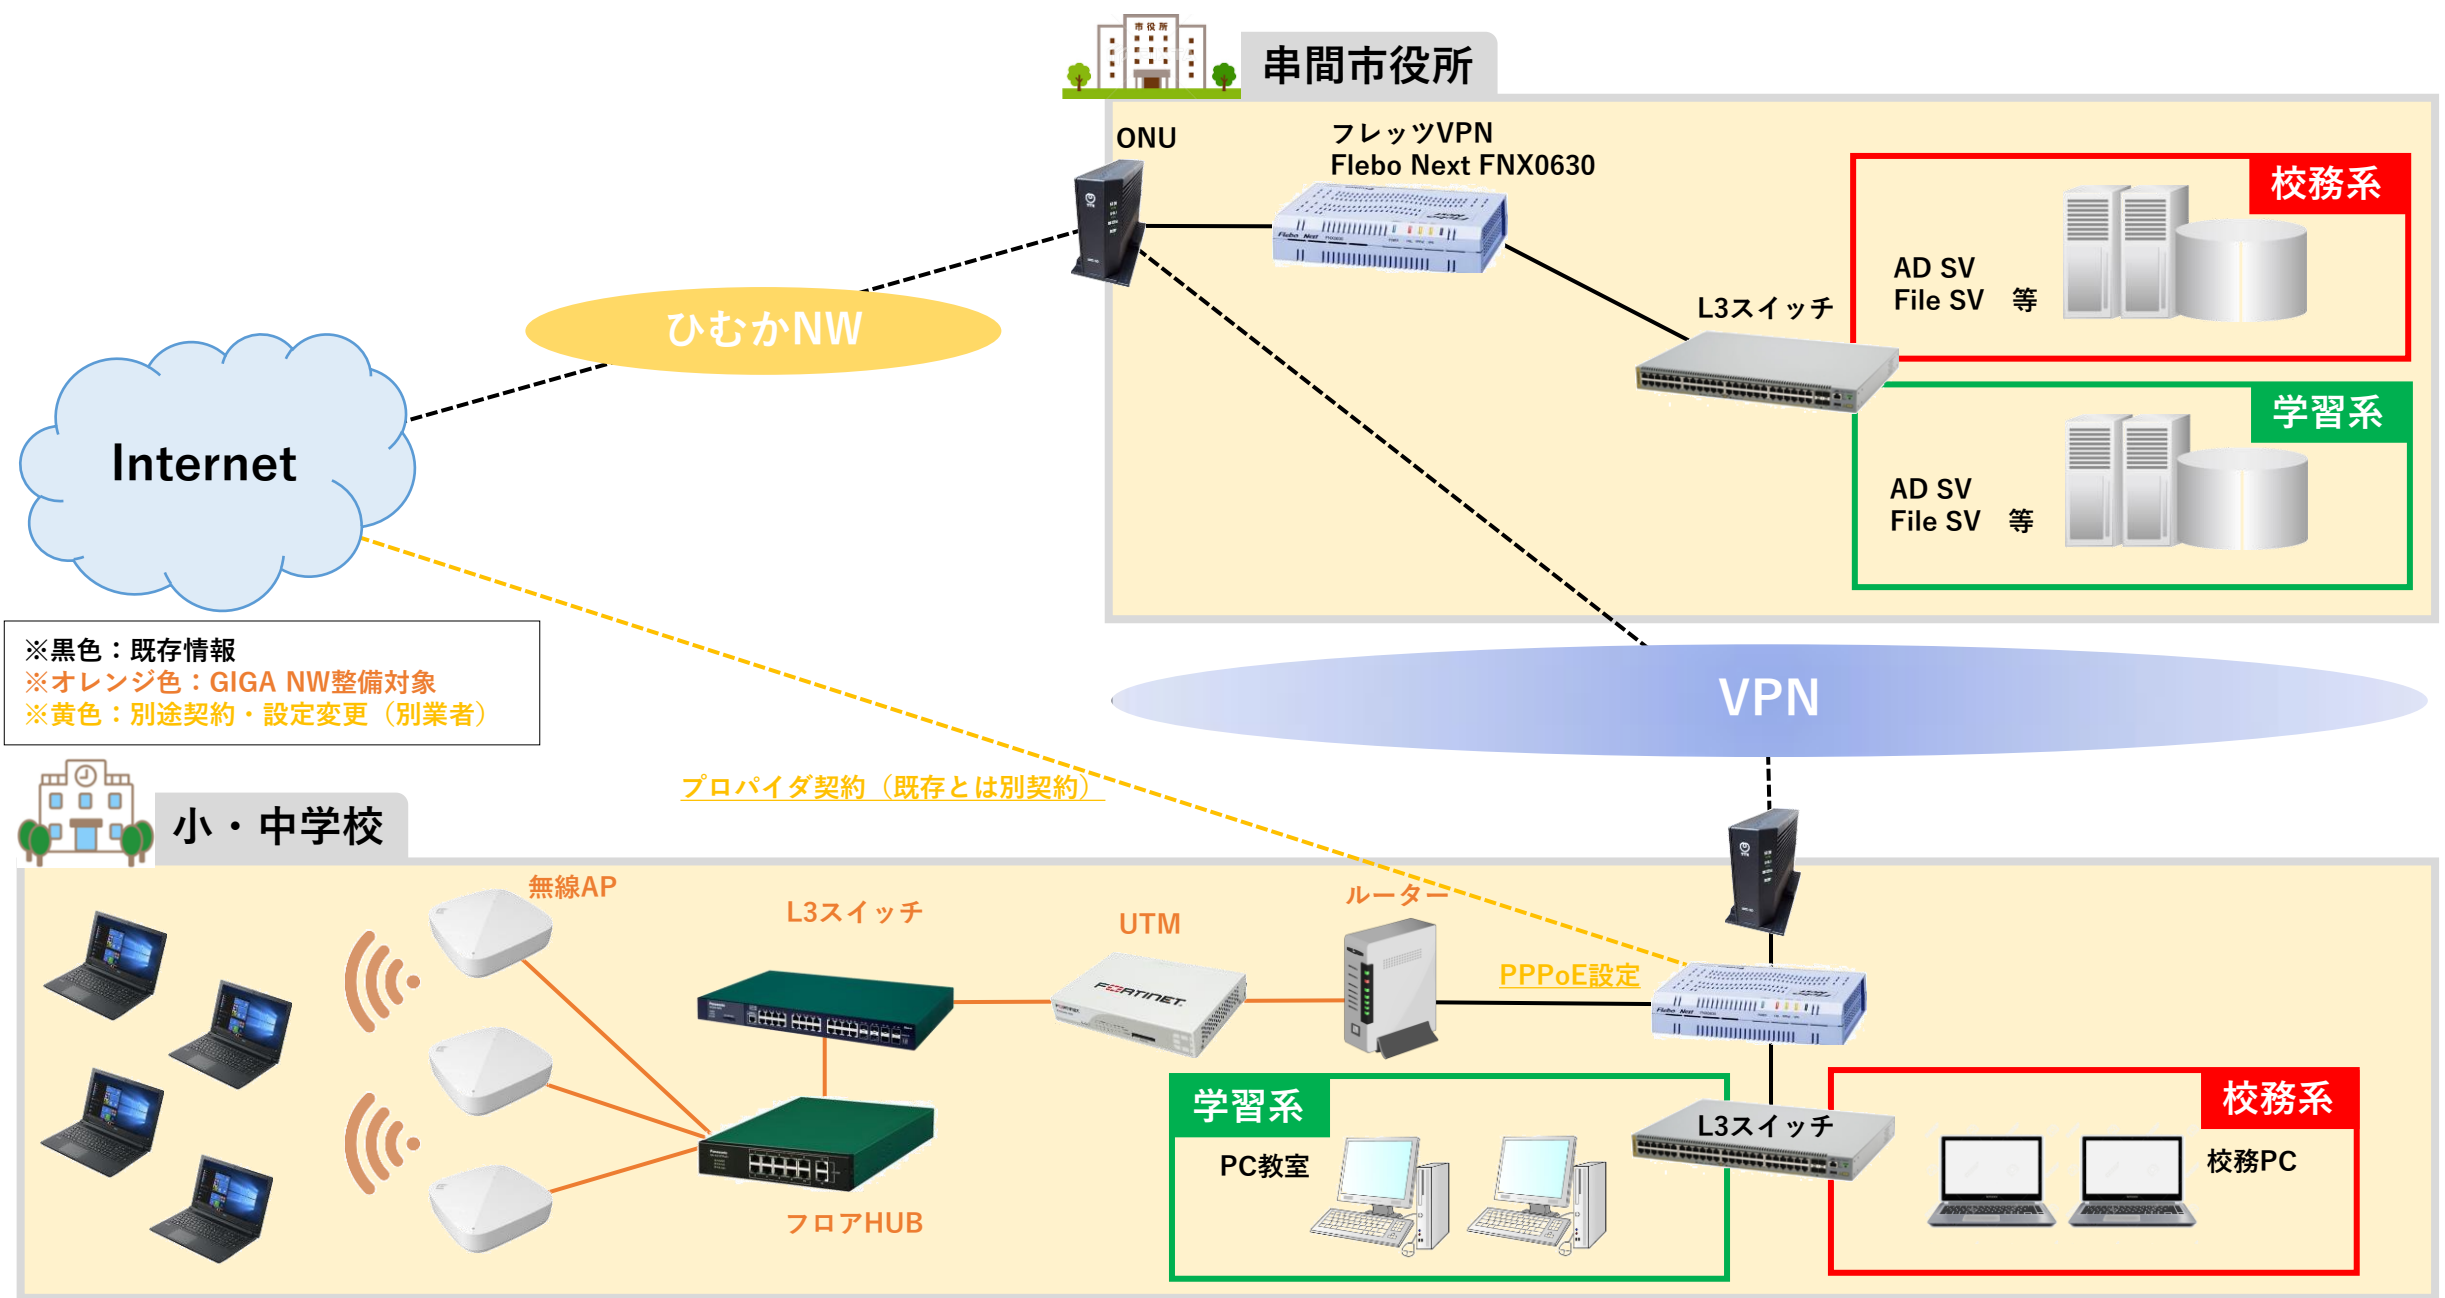 市役所
串間市役所
ONU
フレッツVPN
Flebo Next FNX0630
校務系
AD SV
File SV 等
L3スイッチ
ひむかNW
学習系
AD SV
File SV 等
Internet
※黒色：既存情報
※オレンジ色：GIGA NW整備対象
※黄色：別途契約・設定変更（別業者）
VPN
プロバイダ契約（既存とは別契約）
小・中学校
無線AP
L3スイッチ
UTM
ルーター
PPPoE設定
FORTINET
Flebo Next
学習系
PC教室
L3スイッチ
校務系
校務PC
フロアHUB